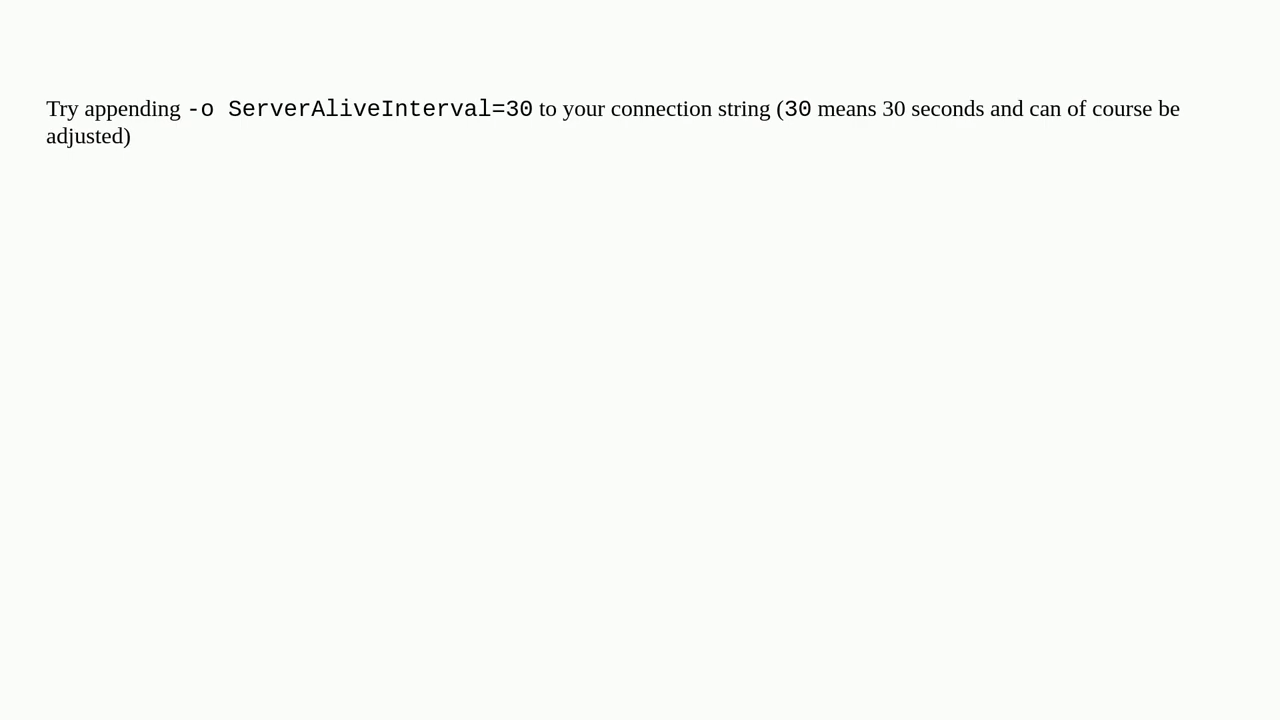 Try appending -o ServerAliveInterval=30 to your connection string (30 means 30 seconds and can of course be
adjusted)